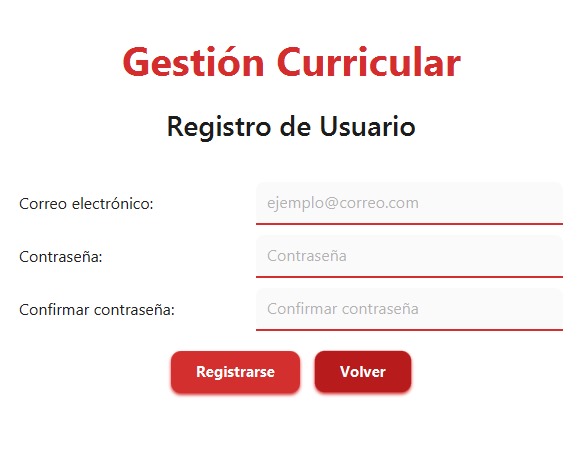 Gestión Curricular
Registro de Usuario
Correo electrónico: ejemplo@correo.com
Contraseña: Contraseña
Confirmar contraseña: Confirmar contraseña
Registrarse Volver